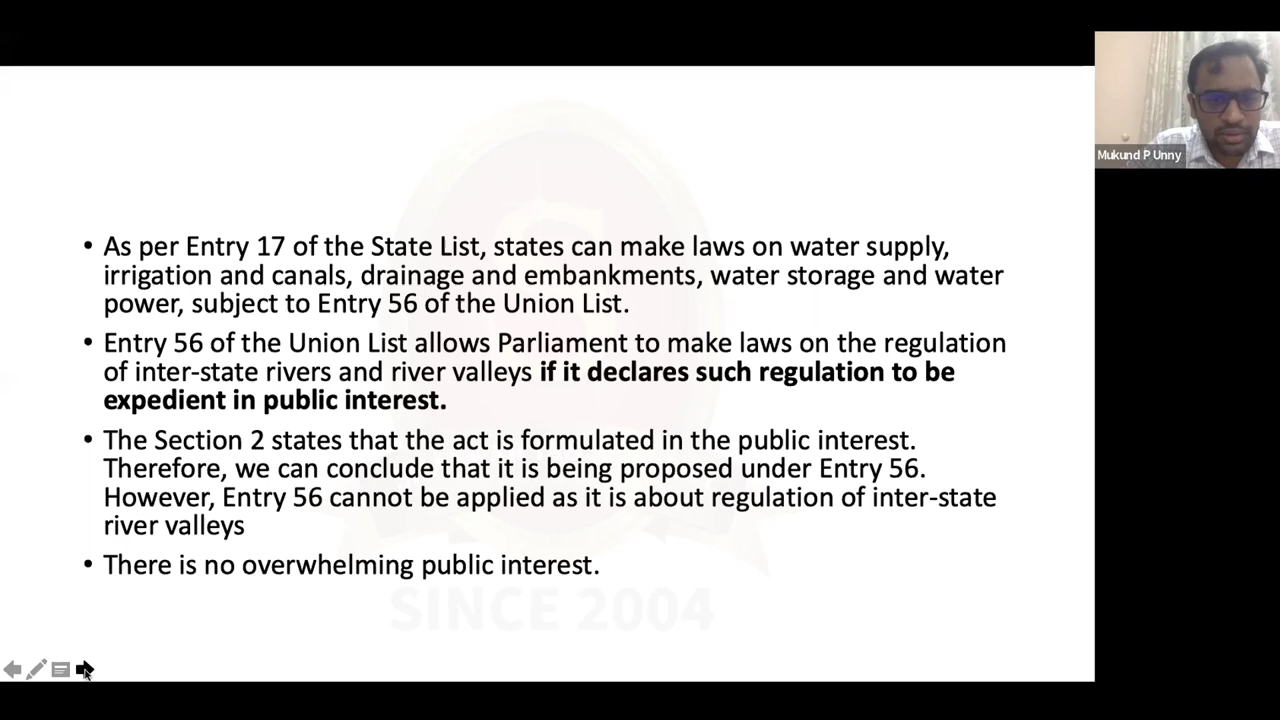 • As per Entry 17 of the State List, states can make laws on water supply,
irrigation and canals, drainage and embankments, water storage and water
power, subject to Entry 56 of the Union List.
• Entry 56 of the Union List allows Parliament to make laws on the regulation
of inter-state rivers and river valleys if it declares such regulation to be
expedient in public interest.
• The Section 2 states that the act is formulated in the public interest.
Therefore, we can conclude that it is being proposed under Entry 56.
However, Entry 56 cannot be applied as it is about regulation of inter-state
river valleys
• There is no overwhelming public interest.
SINCE 2004
Mukund P Unny